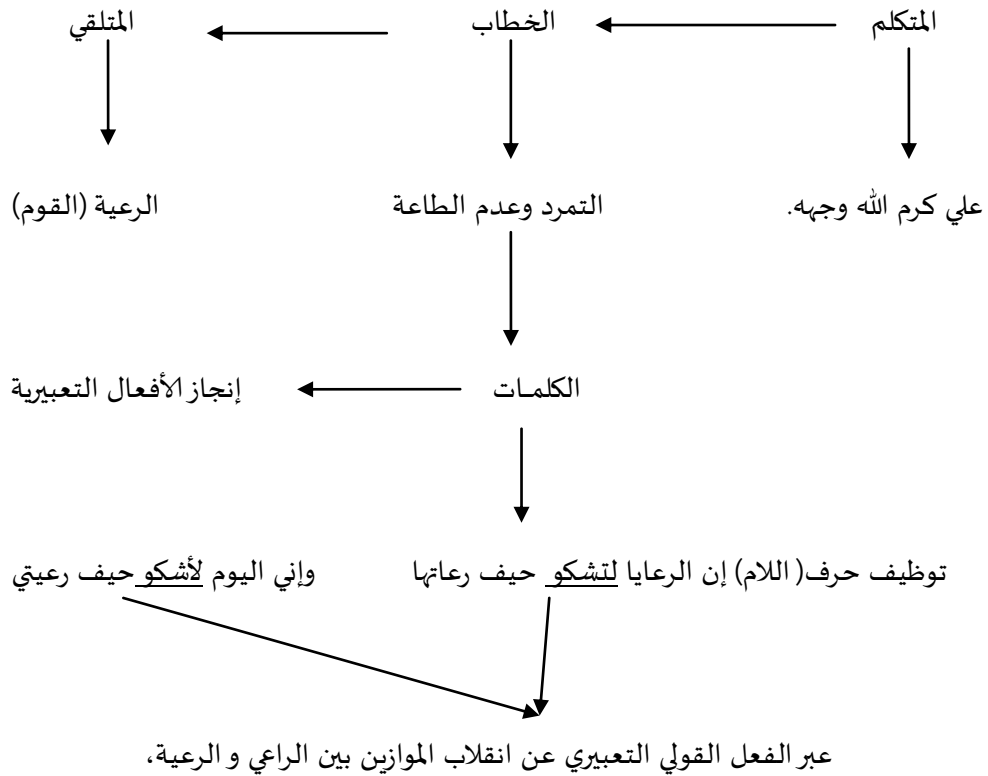 المتكلم الخطاب المتلقي
علي كرم الله وجهه. التمرد وعدم الطاعة الرعية (القوم)
الكلمـات إنجاز الأفعال التعبيرية
توظيف حرف( اللام) إن الرعايا لتشكو حيف رعاتها وإني اليوم لأشكو حيف رعيتي
عبر الفعل القولي التعبيري عن انقلاب الموازين بين الراعي و الرعية،